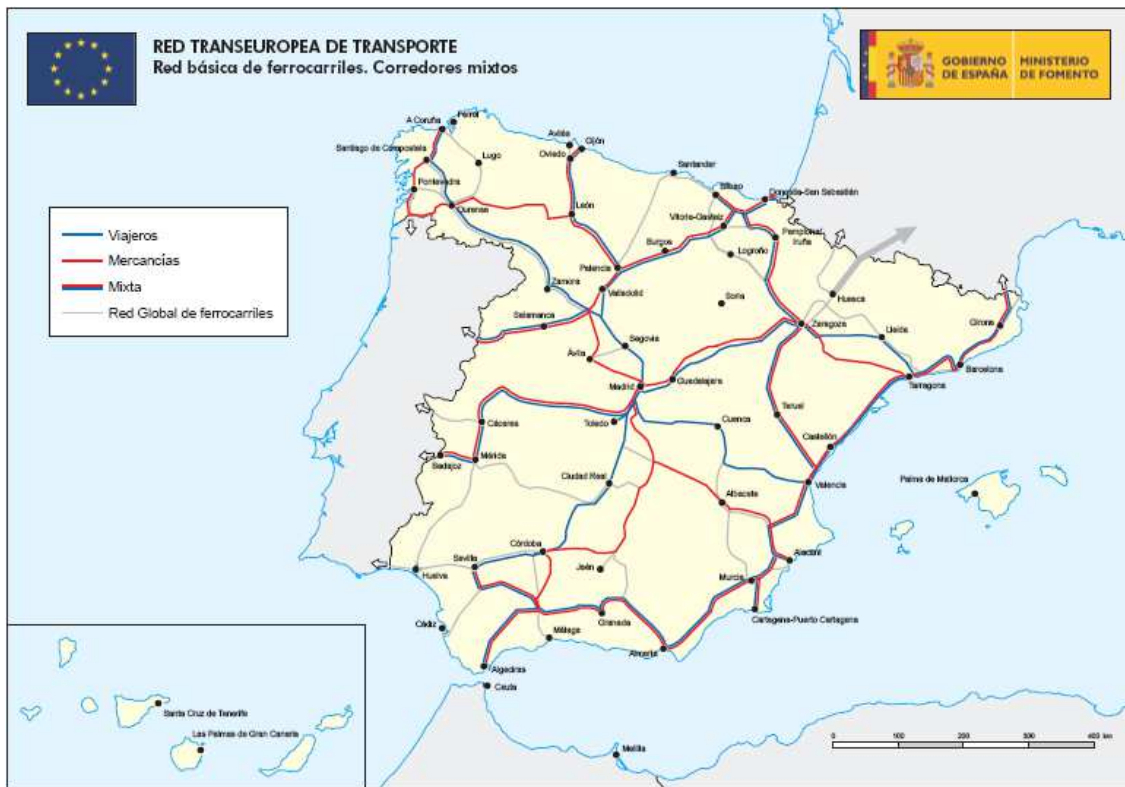 RED TRANSEUROPEA DE TRANSPORTE
Red básica de ferrocarriles. Corredores mixtos
GOBIERNO DE ESPAÑA
MINISTERIO DE FOMENTO
Viajeros
Mercancías
Mixta
Red Global de ferrocarriles
A Coruña
Ferrol
Avilés
Gijón
Santiago de Compostela
Lugo
Oviedo
Santander
Bilbao
Donostia-San Sebastián
Pontevedra
Ourense
León
Vitoria-Gasteiz
Pamplona/Iruña
Burgos
Logroño
Palencia
Huesca
Zamora
Valladolid
Soria
Zaragoza
Lleida
Girona
Salamanca
Segovia
Barcelona
Ávila
Tarragona
Madrid
Guadalajara
Teruel
Cáceres
Toledo
Cuenca
Castellón
Badajoz
Mérida
Valencia
Ciudad Real
Albacete
Palma de Mallorca
Córdoba
Sevilla
Jaén
Alicante
Huelva
Murcia
Cádiz
Granada
Cartagena-Puerto Cartagena
Málaga
Almería
Algeciras
Ceuta
Santa Cruz de Tenerife
Las Palmas de Gran Canaria
Melilla
0 100 200 300 400 km